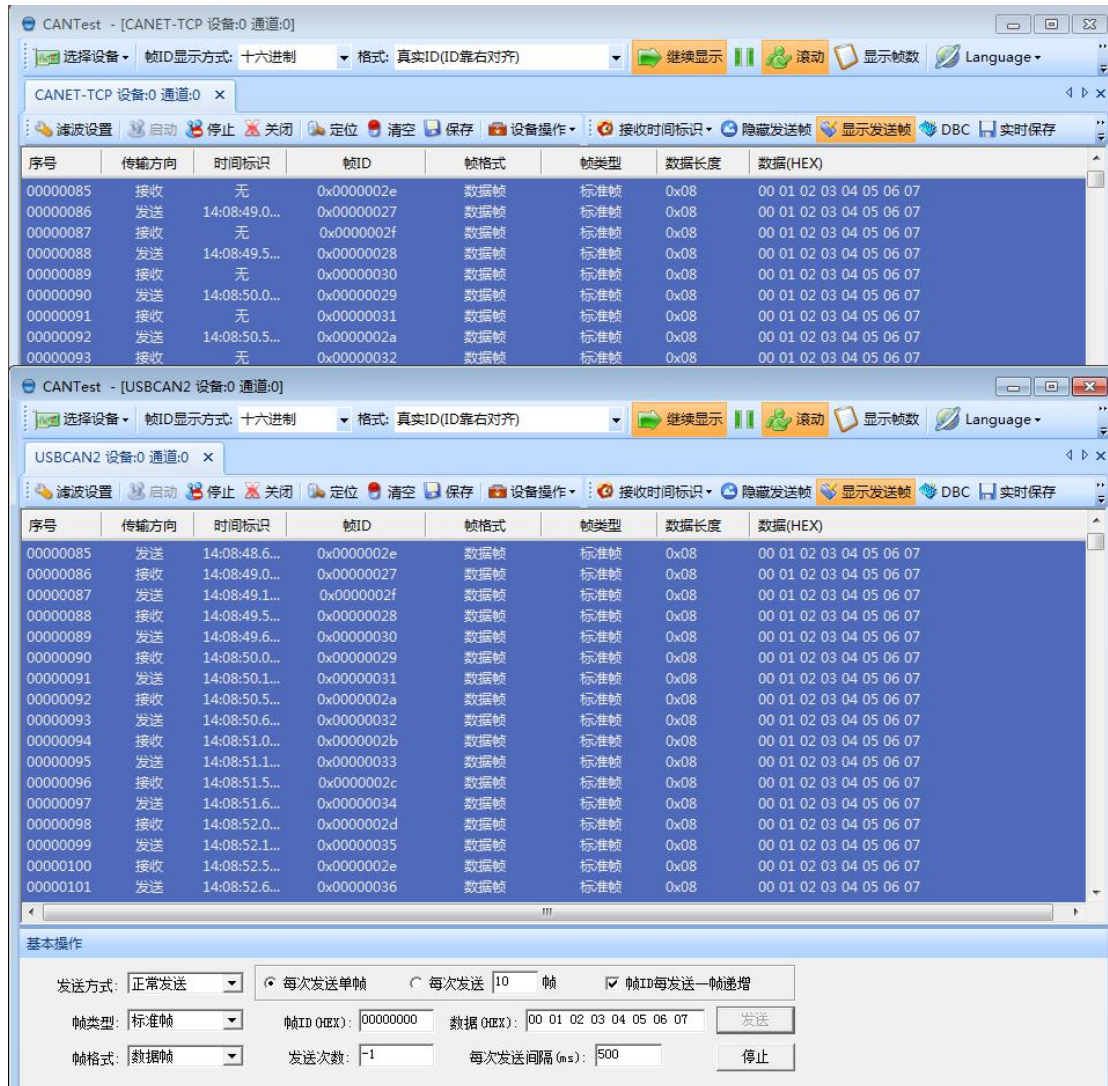 CANTest - [CANET-TCP 设备:0 通道:0]
选择设备 帧ID显示方式: 十六进制 格式: 真实ID(ID靠右对齐) 继续显示 滚动 显示帧数 Language
CANET-TCP 设备:0 通道:0
滤波设置 启动 停止 关闭 定位 清空 保存 设备操作 接收时间标识 隐藏发送帧 显示发送帧 DBC 实时保存
序号 传输方向 时间标识 帧ID 帧格式 帧类型 数据长度 数据(HEX)
00000085 接收 无 0x0000002e 数据帧 标准帧 0x08 00 01 02 03 04 05 06 07
00000086 发送 14:08:49.0... 0x00000027 数据帧 标准帧 0x08 00 01 02 03 04 05 06 07
00000087 接收 无 0x0000002f 数据帧 标准帧 0x08 00 01 02 03 04 05 06 07
00000088 发送 14:08:49.5... 0x00000028 数据帧 标准帧 0x08 00 01 02 03 04 05 06 07
00000089 接收 无 0x00000030 数据帧 标准帧 0x08 00 01 02 03 04 05 06 07
00000090 发送 14:08:50.0... 0x00000029 数据帧 标准帧 0x08 00 01 02 03 04 05 06 07
00000091 接收 无 0x00000031 数据帧 标准帧 0x08 00 01 02 03 04 05 06 07
00000092 发送 14:08:50.5... 0x0000002a 数据帧 标准帧 0x08 00 01 02 03 04 05 06 07
00000093 接收 无 0x00000032 数据帧 标准帧 0x08 00 01 02 03 04 05 06 07
CANTest - [USBCAN2 设备:0 通道:0]
选择设备 帧ID显示方式: 十六进制 格式: 真实ID(ID靠右对齐) 继续显示 滚动 显示帧数 Language
USBCAN2 设备:0 通道:0
滤波设置 启动 停止 关闭 定位 清空 保存 设备操作 接收时间标识 隐藏发送帧 显示发送帧 DBC 实时保存
序号 传输方向 时间标识 帧ID 帧格式 帧类型 数据长度 数据(HEX)
00000085 发送 14:08:48.6... 0x0000002e 数据帧 标准帧 0x08 00 01 02 03 04 05 06 07
00000086 接收 14:08:49.0... 0x00000027 数据帧 标准帧 0x08 00 01 02 03 04 05 06 07
00000087 发送 14:08:49.1... 0x0000002f 数据帧 标准帧 0x08 00 01 02 03 04 05 06 07
00000088 接收 14:08:49.5... 0x00000028 数据帧 标准帧 0x08 00 01 02 03 04 05 06 07
00000089 发送 14:08:49.6... 0x00000030 数据帧 标准帧 0x08 00 01 02 03 04 05 06 07
00000090 接收 14:08:50.0... 0x00000029 数据帧 标准帧 0x08 00 01 02 03 04 05 06 07
00000091 发送 14:08:50.1... 0x00000031 数据帧 标准帧 0x08 00 01 02 03 04 05 06 07
00000092 接收 14:08:50.5... 0x0000002a 数据帧 标准帧 0x08 00 01 02 03 04 05 06 07
00000093 发送 14:08:50.6... 0x00000032 数据帧 标准帧 0x08 00 01 02 03 04 05 06 07
00000094 接收 14:08:51.0... 0x0000002b 数据帧 标准帧 0x08 00 01 02 03 04 05 06 07
00000095 发送 14:08:51.1... 0x00000033 数据帧 标准帧 0x08 00 01 02 03 04 05 06 07
00000096 接收 14:08:51.5... 0x0000002c 数据帧 标准帧 0x08 00 01 02 03 04 05 06 07
00000097 发送 14:08:51.6... 0x00000034 数据帧 标准帧 0x08 00 01 02 03 04 05 06 07
00000098 接收 14:08:52.0... 0x0000002d 数据帧 标准帧 0x08 00 01 02 03 04 05 06 07
00000099 发送 14:08:52.1... 0x00000035 数据帧 标准帧 0x08 00 01 02 03 04 05 06 07
00000100 接收 14:08:52.5... 0x0000002e 数据帧 标准帧 0x08 00 01 02 03 04 05 06 07
00000101 发送 14:08:52.6... 0x00000036 数据帧 标准帧 0x08 00 01 02 03 04 05 06 07
基本操作
发送方式: 正常发送 每次发送单帧 每次发送 10 帧 帧ID每发送一帧递增
帧类型: 标准帧 帧ID(HEX): 00000000 数据(HEX): 00 01 02 03 04 05 06 07 发送
帧格式: 数据帧 发送次数: -1 每次发送间隔(ms): 500 停止